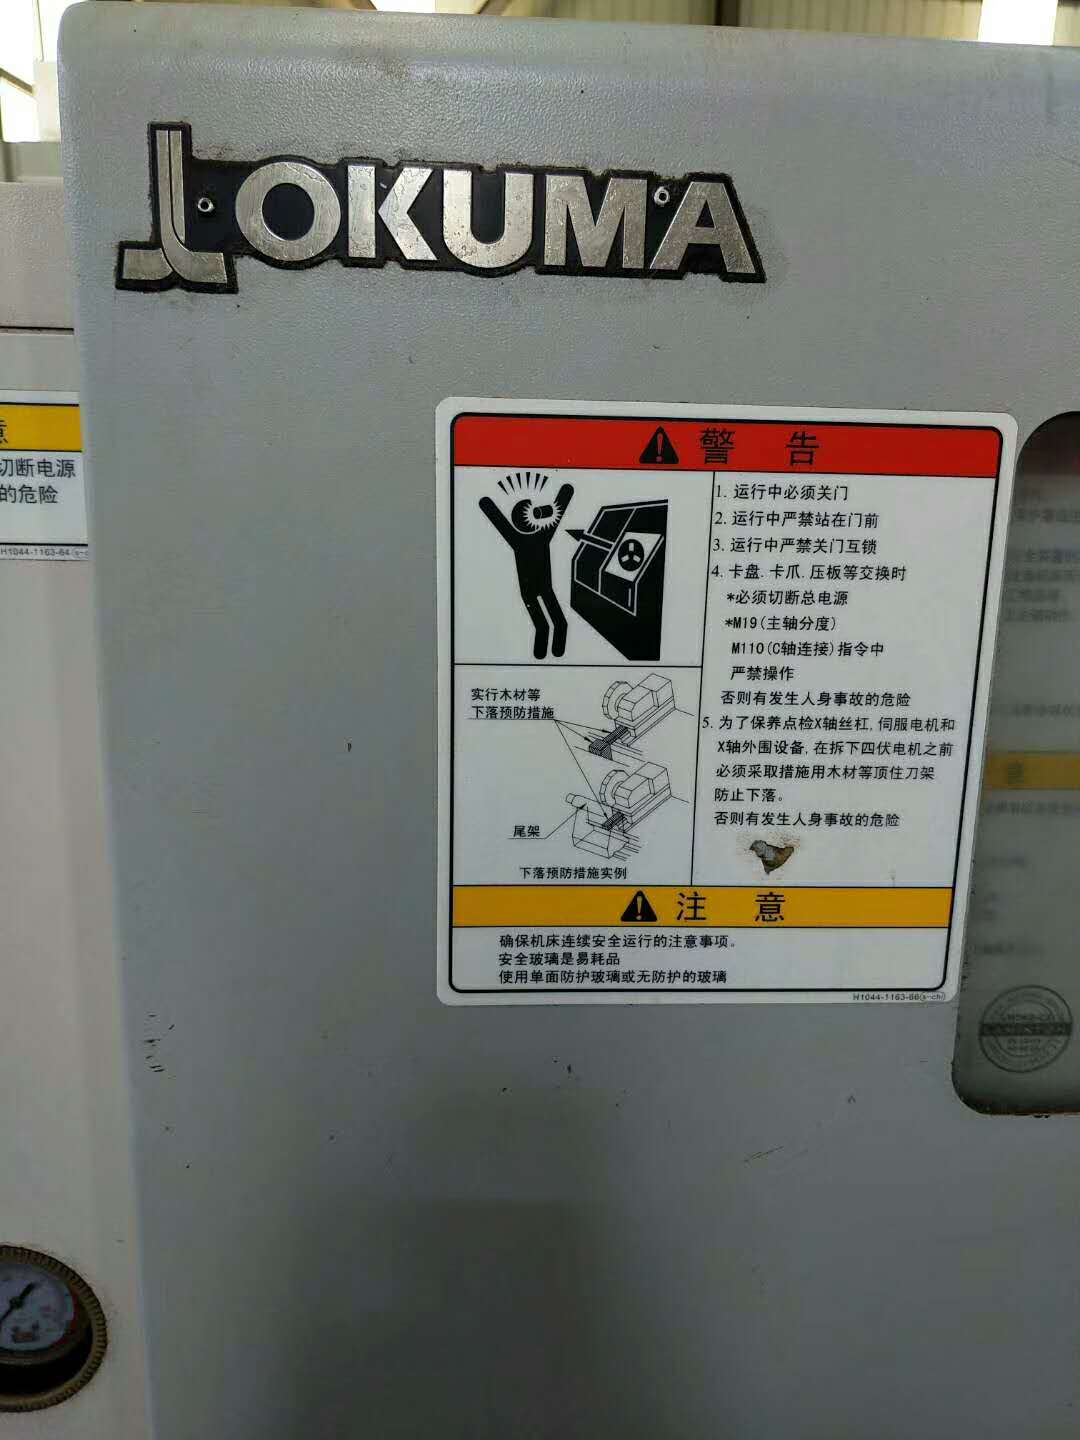 OKUMA
意
切断电源
的危险
H1044-1163-64
警 告
1. 运行中必须关门
2. 运行中严禁站在门前
3. 运行中严禁关门互锁
4. 卡盘. 卡爪. 压板等交换时
*必须切断总电源
*M19(主轴分度)
M110(C轴连接)指令中
严禁操作
否则有发生人身事故的危险
5. 为了保养点检X轴丝杠, 伺服电机和
X轴外围设备, 在拆下四伏电机之前
必须采取措施用木材等顶住刀架
防止下落。
否则有发生人身事故的危险
实行木材等
下落预防措施
尾架
下落预防措施实例
注 意
确保机床连续安全运行的注意事项。
安全玻璃是易耗品
使用单面防护玻璃或无防护的玻璃
H1044-1163-66(s-chi)